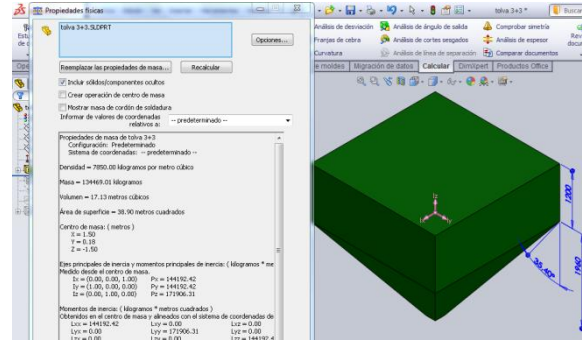 Propiedades físicas
tolva 3+3 *
Buscar
tolva 3+3.SLDPRT
Opciones...
Reemplazar las propiedades de masa...
Recalcular
Incluir sólidos/componentes ocultos
Crear operación de centro de masa
Mostrar masa de cordón de soldadura
Informar de valores de coordenadas
relativos a:
-- predeterminado --
Propiedades de masa de tolva 3+3
Configuración: Predeterminado
Sistema de coordenadas: -- predeterminado --
Densidad = 7850.00 kilogramos por metro cúbico
Masa = 134469.01 kilogramos
Volumen = 17.13 metros cúbicos
Área de superficie = 38.90 metros cuadrados
Centro de masa: ( metros )
X = 1.50
Y = 0.18
Z = -1.50
Ejes principales de inercia y momentos principales de inercia: ( kilogramos * me
Medido desde el centro de masa.
Ix = (0.00, 0.00, 1.00) Px = 144192.42
Iy = (1.00, 0.00, 0.00) Py = 144192.42
Iz = (0.00, 1.00, 0.00) Pz = 171906.31
Momentos de inercia: ( kilogramos * metros cuadrados )
Obtenidos en el centro de masa y alineados con el sistema de coordenadas de
Lxx = 144192.42 Lxy = 0.00 Lxz = 0.00
Lyx = 0.00 Lyy = 171906.31 Lyz = 0.00
Lzx = 0.00 Lzy = 0.00 Lzz = 144192.4
Análisis de desviación
Análisis de ángulo de salida
Comprobar simetría
Franjas de cebra
Análisis de cortes sesgados
Análisis de espesor
Curvatura
Análisis de línea de separación
Comparar documentos
e moldes
Migración de datos
Calcular
DimXpert
Productos Office
1200
1960